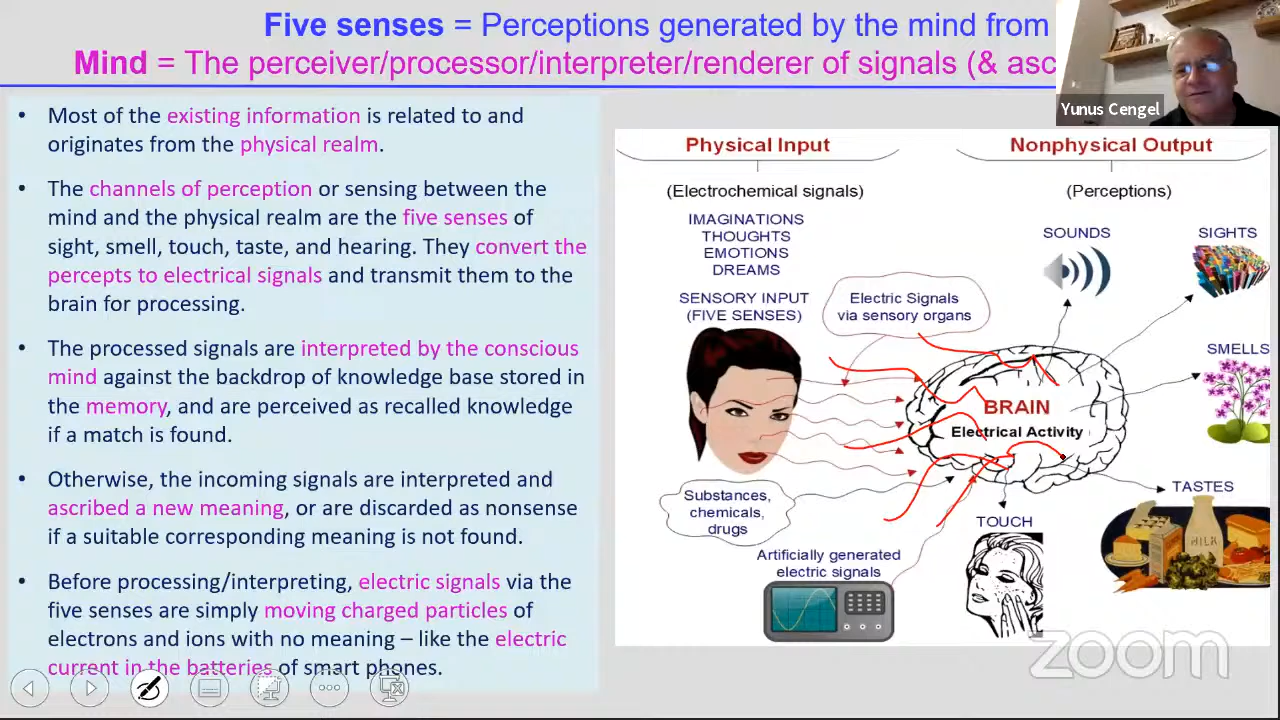 Five senses = Perceptions generated by the mind from
Mind = The perceiver/processor/interpreter/renderer of signals (& asc
Yunus Cengel
• Most of the existing information is related to and
originates from the physical realm.
• The channels of perception or sensing between the
mind and the physical realm are the five senses of
sight, smell, touch, taste, and hearing. They convert the
percepts to electrical signals and transmit them to the
brain for processing.
• The processed signals are interpreted by the conscious
mind against the backdrop of knowledge base stored in
the memory, and are perceived as recalled knowledge
if a match is found.
• Otherwise, the incoming signals are interpreted and
ascribed a new meaning, or are discarded as nonsense
if a suitable corresponding meaning is not found.
• Before processing/interpreting, electric signals via the
five senses are simply moving charged particles of
electrons and ions with no meaning – like the electric
current in the batteries of smart phones.
Physical Input
(Electrochemical signals)
IMAGINATIONS
THOUGHTS
EMOTIONS
DREAMS
SENSORY INPUT
(FIVE SENSES)
Electric Signals
via sensory organs
Substances,
chemicals,
drugs
Artificially generated
electric signals
BRAIN
Electrical Activity
Nonphysical Output
(Perceptions)
SOUNDS
SIGHTS
SMELLS
TASTES
MILK
TOUCH
zoom